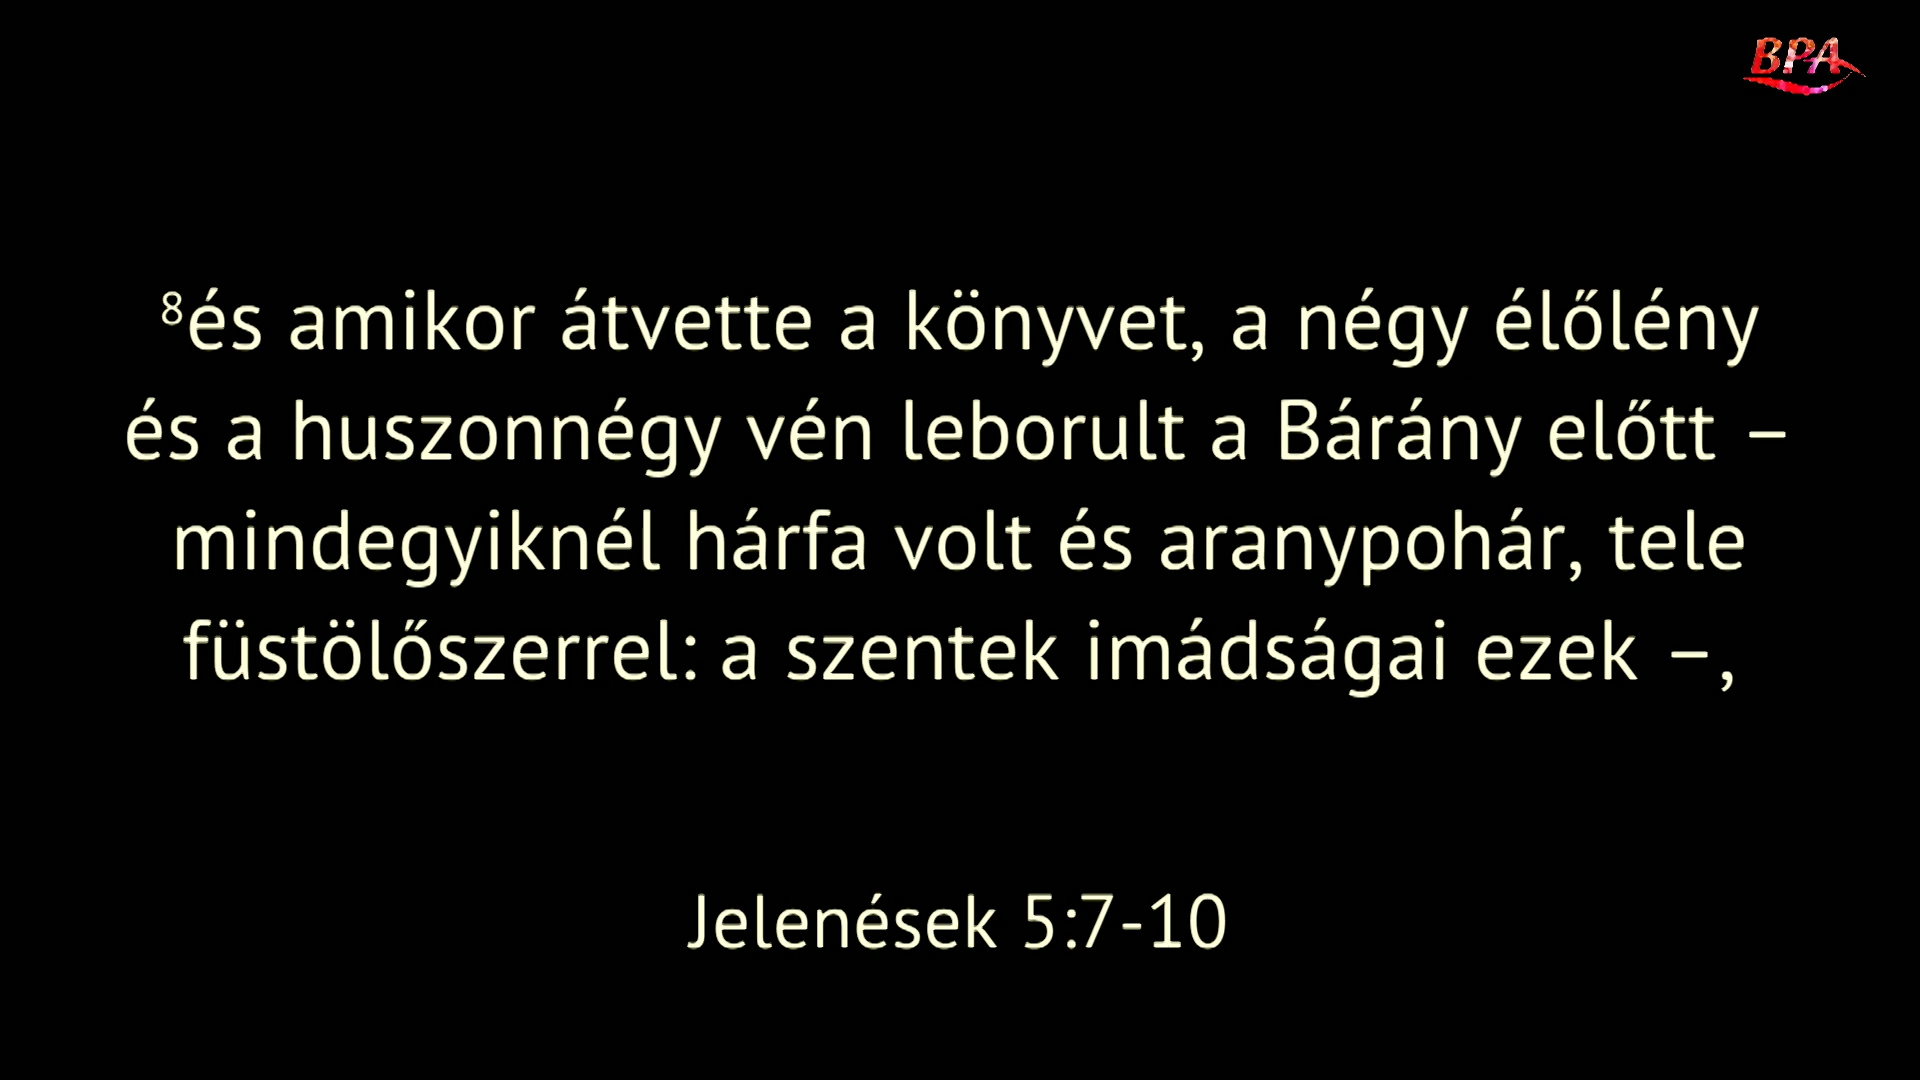 BPA
⁸és amikor átvette a könyvet, a négy élőlény
és a huszonnégy vén leborult a Bárány előtt –
mindegyiknél hárfa volt és aranypohár, tele
füstölőszerrel: a szentek imádságai ezek –,
Jelenések 5:7-10